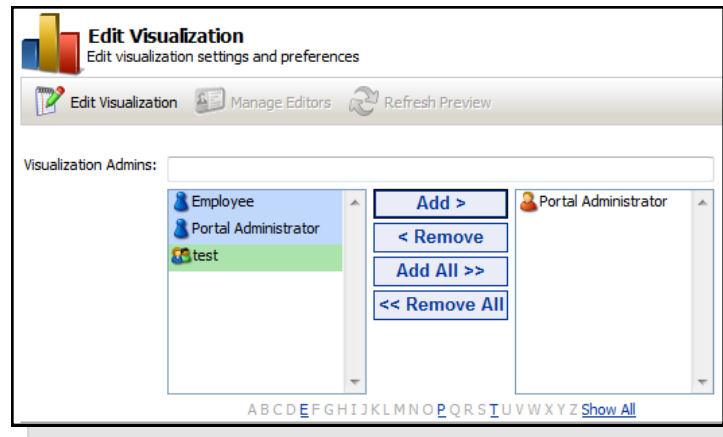 Edit Visualization
Edit visualization settings and preferences
Edit Visualization Manage Editors Refresh Preview
Visualization Admins:
Employee
Portal Administrator
test
Add >
< Remove
Add All >>
<< Remove All
Portal Administrator
A B C D E F G H I J K L M N O P Q R S T U V W X Y Z Show All